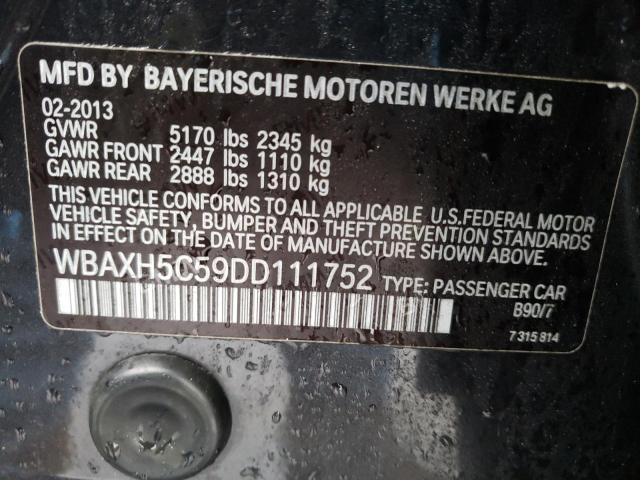 MFD BY BAYERISCHE MOTOREN WERKE AG
02-2013
GVWR 5170 lbs 2345 kg
GAWR FRONT 2447 lbs 1110 kg
GAWR REAR 2888 lbs 1310 kg
THIS VEHICLE CONFORMS TO ALL APPLICABLE U.S.FEDERAL MOTOR
VEHICLE SAFETY, BUMPER AND THEFT PREVENTION STANDARDS
IN EFFECT ON THE DATE OF MANUFACTURE SHOWN ABOVE.
WBAXH5C59DD111752 TYPE: PASSENGER CAR
B90/7
7 315 814